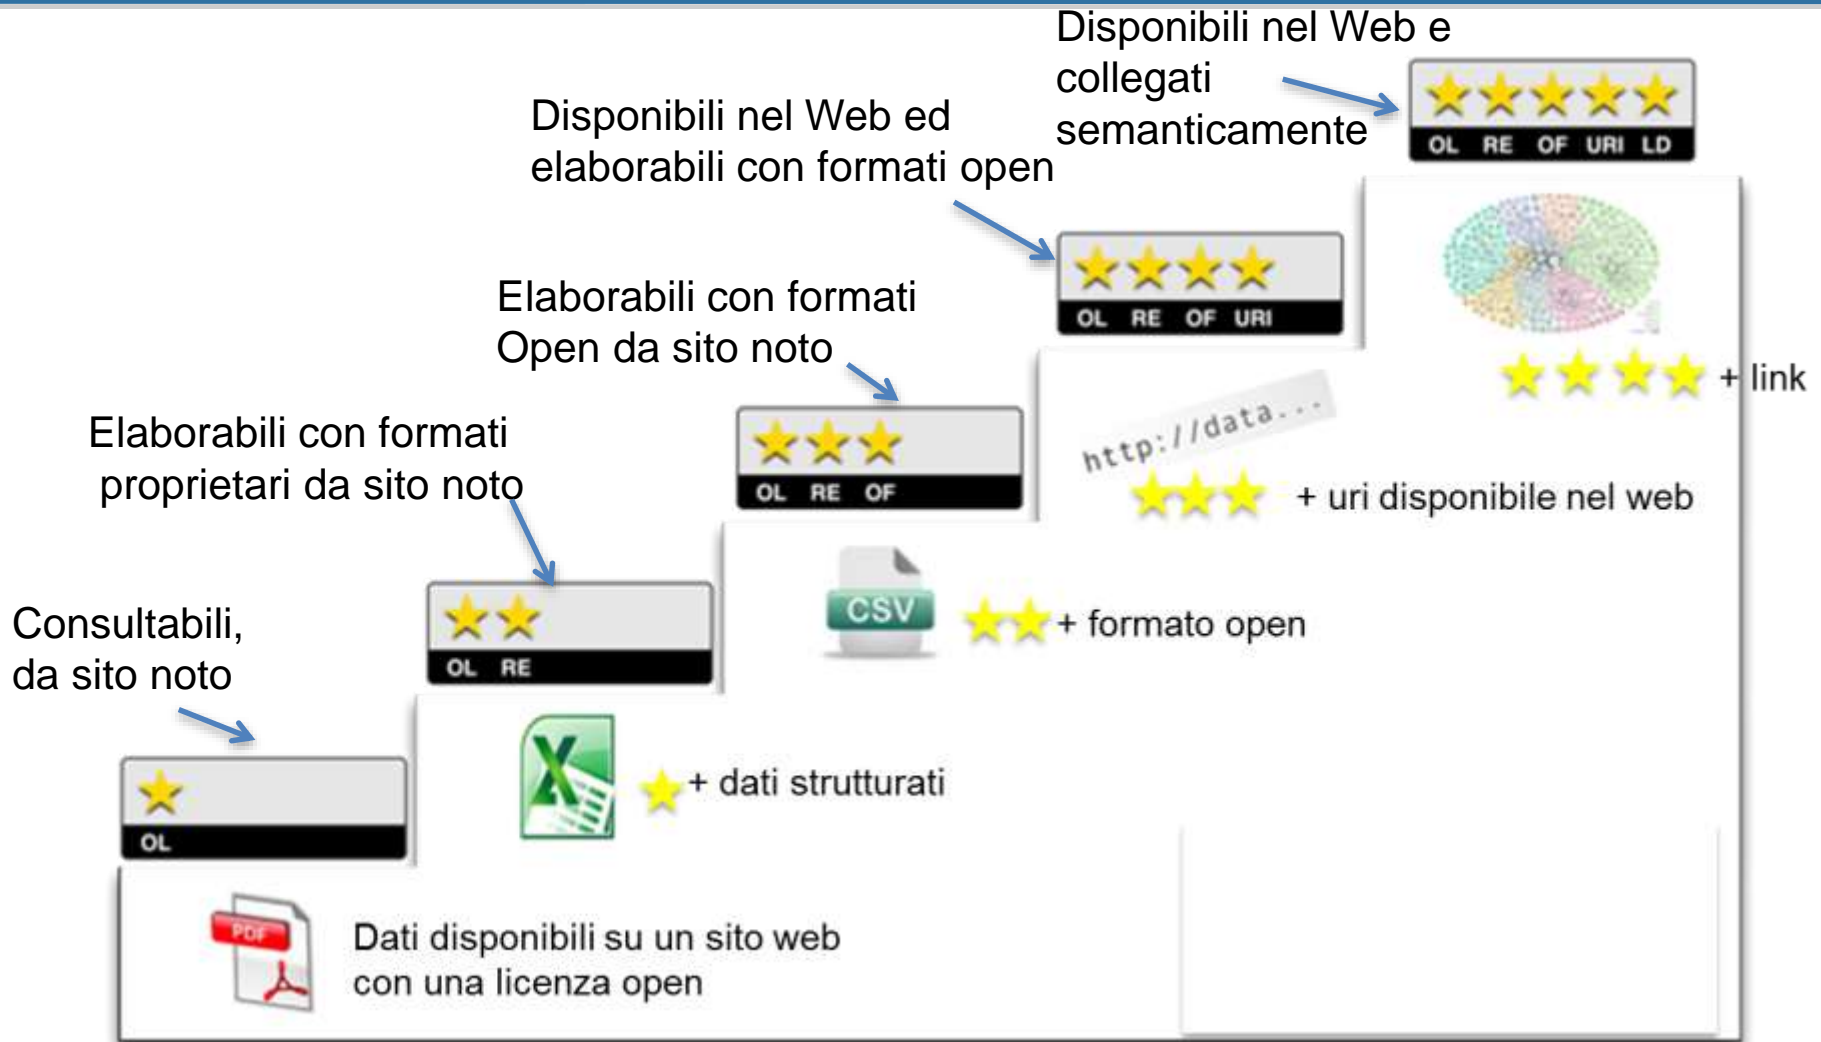 Disponibili nel Web e
collegati
semanticamente
OL RE OF URI LD
Disponibili nel Web ed
elaborabili con formati open
OL RE OF URI
+ link
Elaborabili con formati
Open da sito noto
OL RE OF
http://data...
+ uri disponibile nel web
Elaborabili con formati
proprietari da sito noto
OL RE
CSV
+ formato open
Consultabili,
da sito noto
OL
X
+ dati strutturati
PDF
Dati disponibili su un sito web
con una licenza open